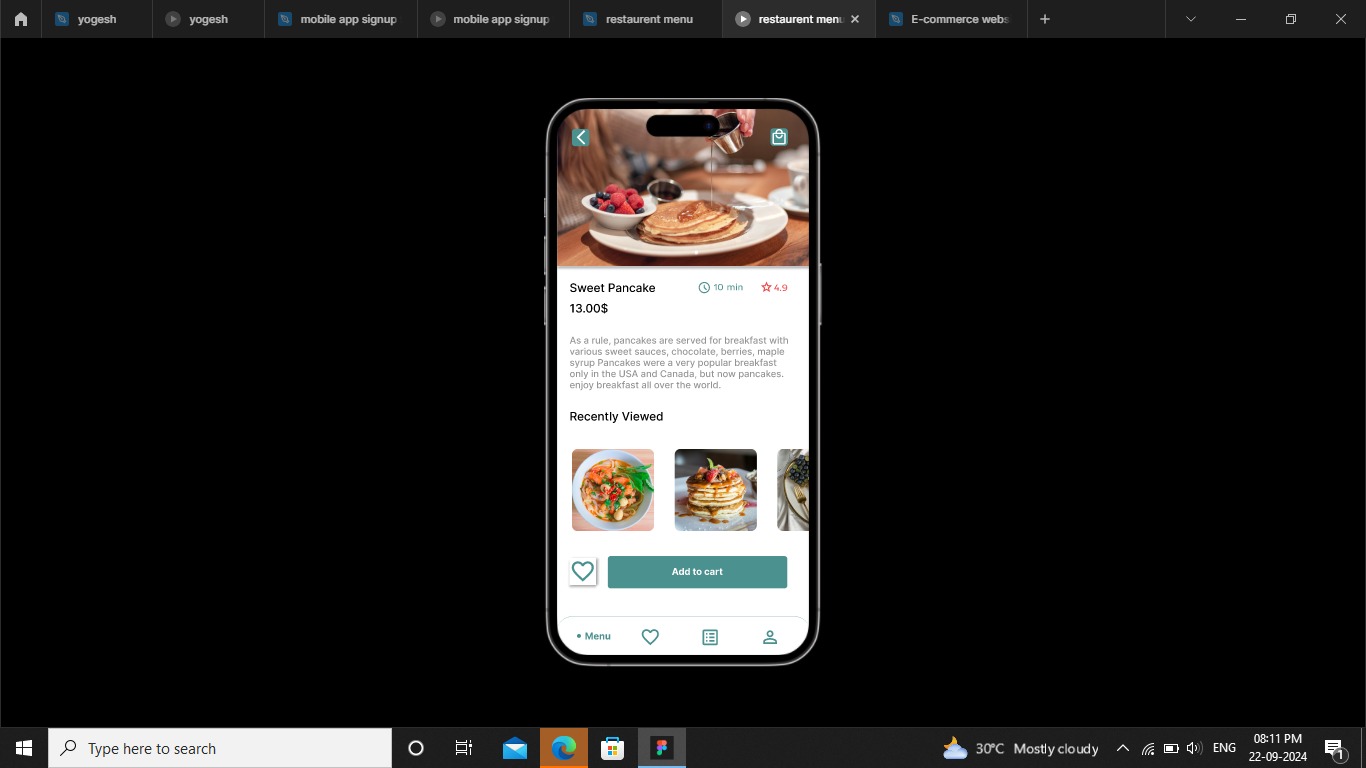 yogesh
yogesh
mobile app signup
mobile app signup
restaurent menu
restaurent menu
E-commerce webs
Sweet Pancake
10 min
4.9
13.00$
As a rule, pancakes are served for breakfast with
various sweet sauces, chocolate, berries, maple
syrup Pancakes were a very popular breakfast
only in the USA and Canada, but now pancakes.
enjoy breakfast all over the world.
Recently Viewed
Add to cart
• Menu
Type here to search
30°C Mostly cloudy
ENG
08:11 PM
22-09-2024
1